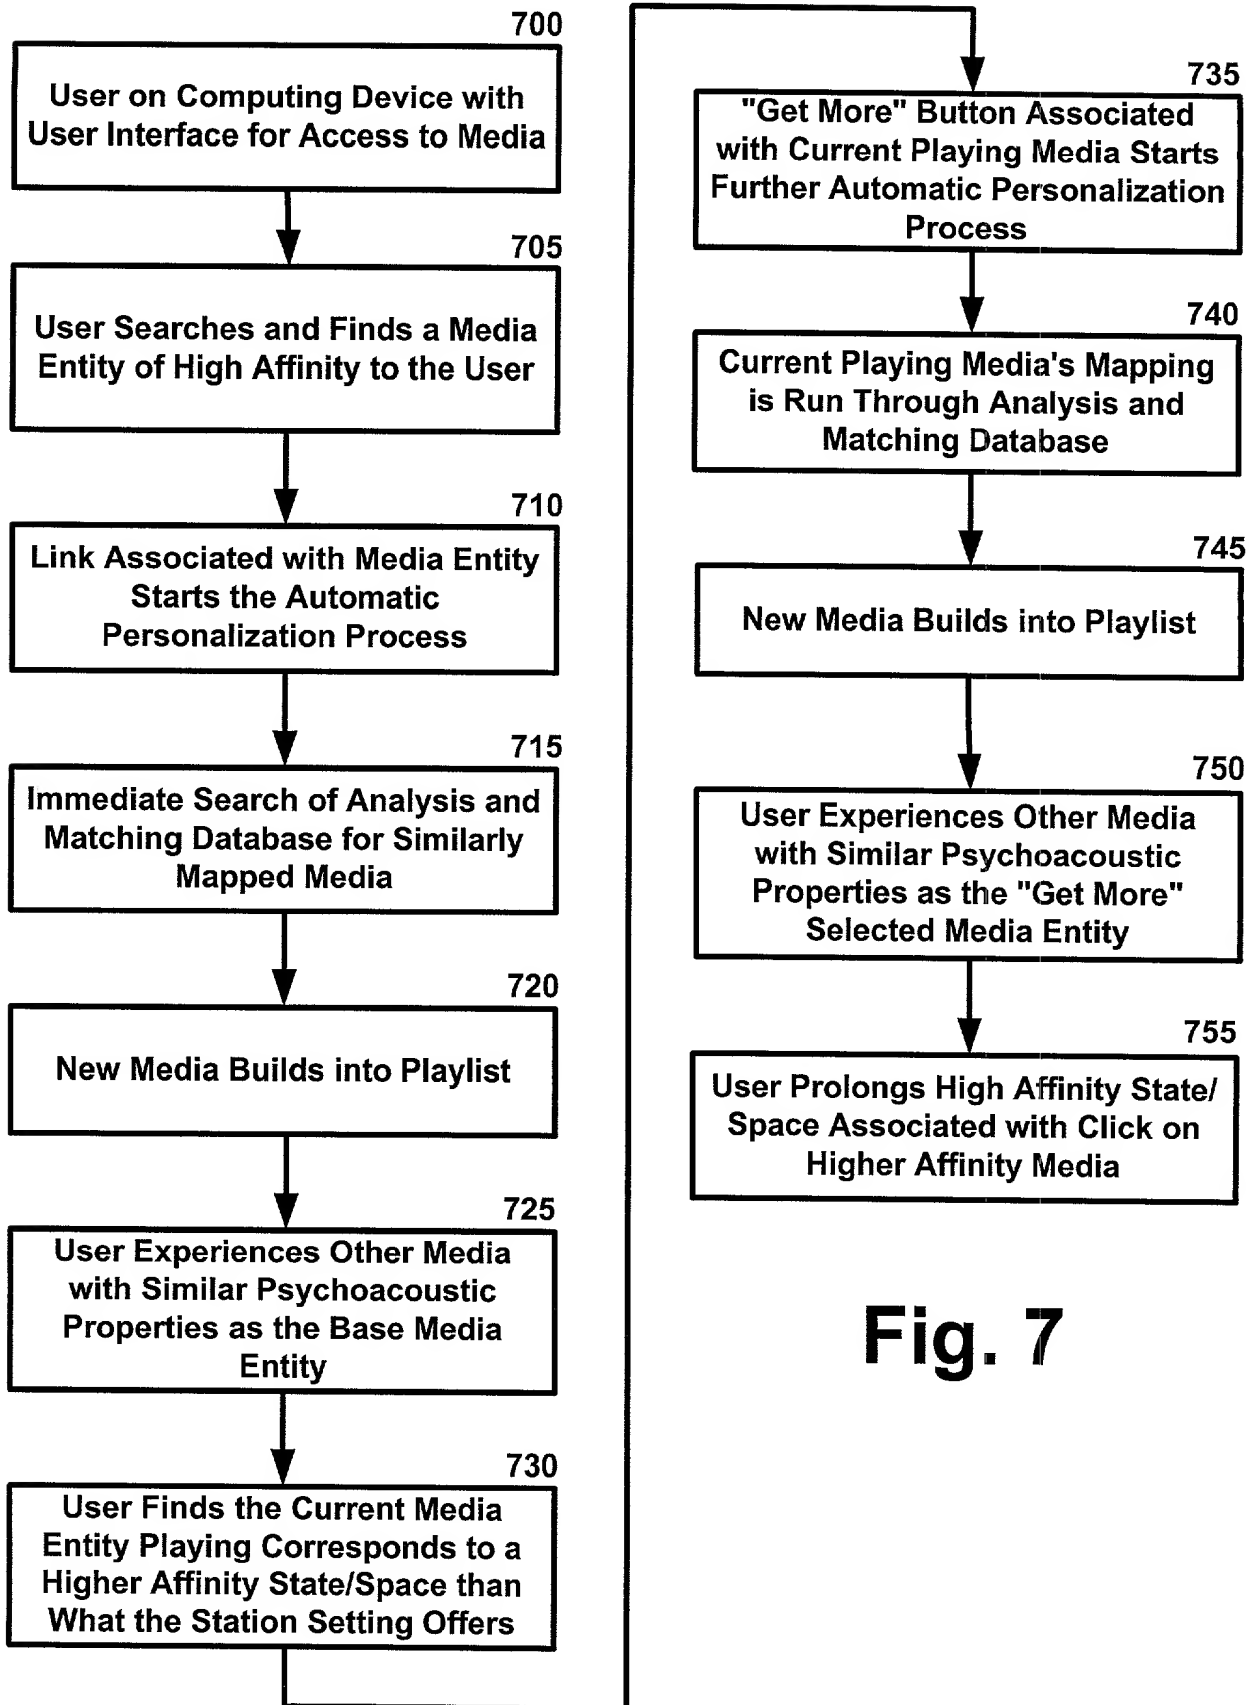 700
User on Computing Device with
User Interface for Access to Media
705
User Searches and Finds a Media
Entity of High Affinity to the User
710
Link Associated with Media Entity
Starts the Automatic
Personalization Process
715
Immediate Search of Analysis and
Matching Database for Similarly
Mapped Media
720
New Media Builds into Playlist
725
User Experiences Other Media
with Similar Psychoacoustic
Properties as the Base Media
Entity
730
User Finds the Current Media
Entity Playing Corresponds to a
Higher Affinity State/Space than
What the Station Setting Offers
735
"Get More" Button Associated
with Current Playing Media Starts
Further Automatic Personalization
Process
740
Current Playing Media's Mapping
is Run Through Analysis and
Matching Database
745
New Media Builds into Playlist
750
User Experiences Other Media
with Similar Psychoacoustic
Properties as the "Get More"
Selected Media Entity
755
User Prolongs High Affinity State/
Space Associated with Click on
Higher Affinity Media
Fig. 7